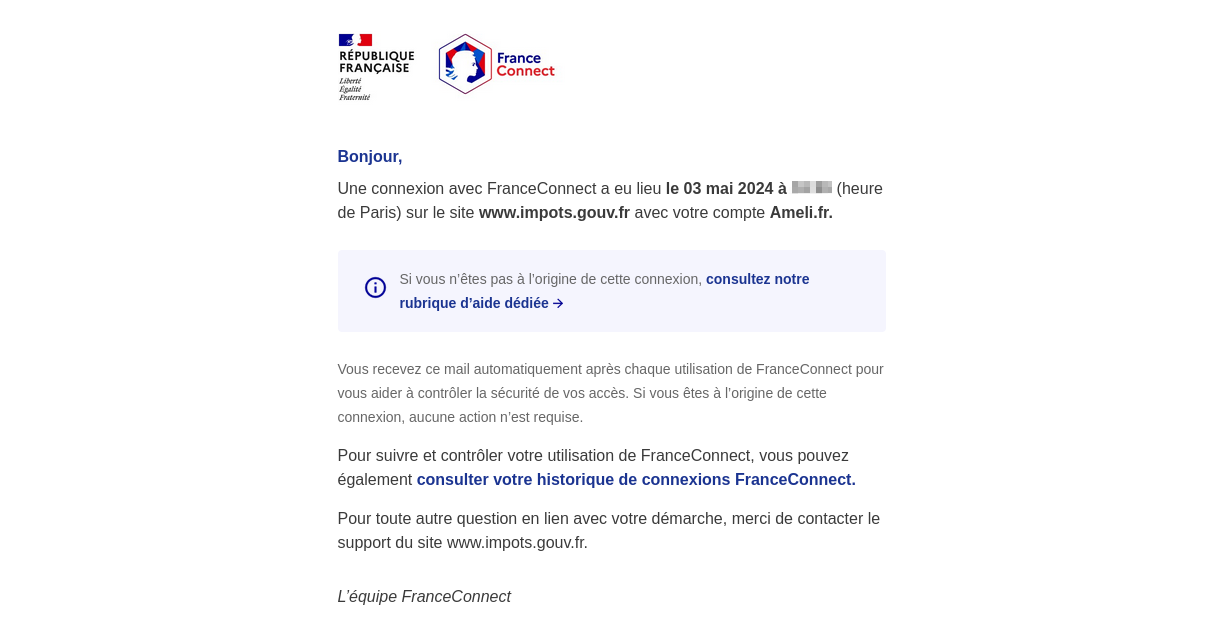 RÉPUBLIQUE
FRANÇAISE
Liberté
Égalité
Fraternité
France
Connect
Bonjour,
Une connexion avec FranceConnect a eu lieu le 03 mai 2024 à (heure
de Paris) sur le site www.impots.gouv.fr avec votre compte Ameli.fr.
Si vous n’êtes pas à l’origine de cette connexion, consultez notre
rubrique d’aide dédiée →
Vous recevez ce mail automatiquement après chaque utilisation de FranceConnect pour
vous aider à contrôler la sécurité de vos accès. Si vous êtes à l’origine de cette
connexion, aucune action n’est requise.
Pour suivre et contrôler votre utilisation de FranceConnect, vous pouvez
également consulter votre historique de connexions FranceConnect.
Pour toute autre question en lien avec votre démarche, merci de contacter le
support du site www.impots.gouv.fr.
L’équipe FranceConnect